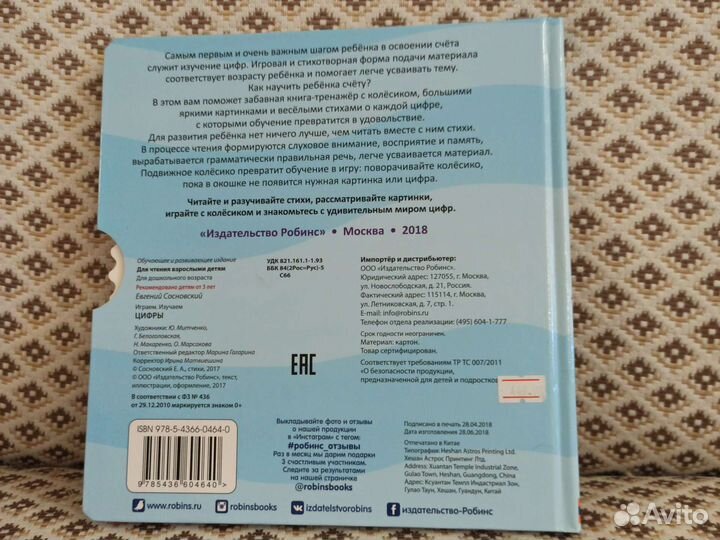 Самым первым и очень важным шагом ребёнка в освоении счёта
служит изучение цифр. Игровая и стихотворная форма подачи материала
соответствует возрасту ребёнка и помогает легче усваивать тему.
Как научить ребёнка счёту?
В этом вам поможет забавная книга-тренажёр с колёсиком, большими
яркими картинками и весёлыми стихами о каждой цифре,
с которыми обучение превратится в удовольствие.
Для развития ребёнка нет ничего лучше, чем читать вместе с ним стихи.
В процессе чтения формируются слуховое внимание, восприятие и память,
вырабатывается грамматически правильная речь, легче усваивается материал.
Подвижное колёсико превратит обучение в игру: поворачивайте колёсико,
пока в окошке не появится нужная картинка или цифра.
Читайте и разучивайте стихи, рассматривайте картинки,
играйте с колёсиком и знакомьтесь с удивительным миром цифр.
«Издательство Робинс» • Москва • 2018
Обучающее и развивающее издание
Для чтения взрослыми детям
Для дошкольного возраста
Рекомендовано детям от 3 лет
Евгений Сосновский
Играем. Изучаем
ЦИФРЫ
Художники: Ю. Митченко,
Г. Белоголовская,
Н. Макаренко, О. Марсакова
Ответственный редактор Марина Гагарина
Корректор Ирина Матвиешина
© Сосновский Е. А., стихи, 2017
© ООО «Издательство Робинс», текст,
иллюстрации, оформление, 2017
В соответствии с ФЗ № 436
от 29.12.2010 маркируется знаком 0+
УДК 821.161.1-1.93
ББК 84(2Рос=Рус)-5
С66
EAC
Импортёр и дистрибьютер:
ООО «Издательство Робинс».
Юридический адрес: 127055, г. Москва,
ул. Новослободская, д. 21, Россия.
Фактический адрес: 115114, г. Москва,
ул. Летниковская, д. 7, стр. 1.
E-mail: info@robins.ru
Телефон отдела реализации: (495) 604-1-777
Срок годности неограничен.
Материал: картон.
Товар сертифицирован.
Соответствует требованиям ТР ТС 007/2011
«О безопасности продукции,
предназначенной для детей и подростков
ISBN 978-5-4366-0464-0
9 785436 604640 >
Выкладывайте фото и отзывы
о нашей продукции
в «Инстаграм» с тегом:
#робинс_отзывы
Раз в месяц мы дарим подарки
3 счастливым участникам.
Следите за результатами
на нашей страничке
@robinsbooks
Подписано в печать 28.04.2018
Дата изготовления 28.06.2018
Отпечатано в Китае
Типография: Heshan Astros Printing Ltd.
Хешан Астрос Принтинг Лтд.
Address: Xuantan Temple Industrial Zone,
Gulao Town, Heshan, Guangdong, China
Адрес: Ксуантан Темпл Индастриал Зон,
Гулао Таун, Хешан, Гуандун, Китай
www.robins.ru
robinsbooks
izdatelstvorobins
издательство-Робинс
Avito